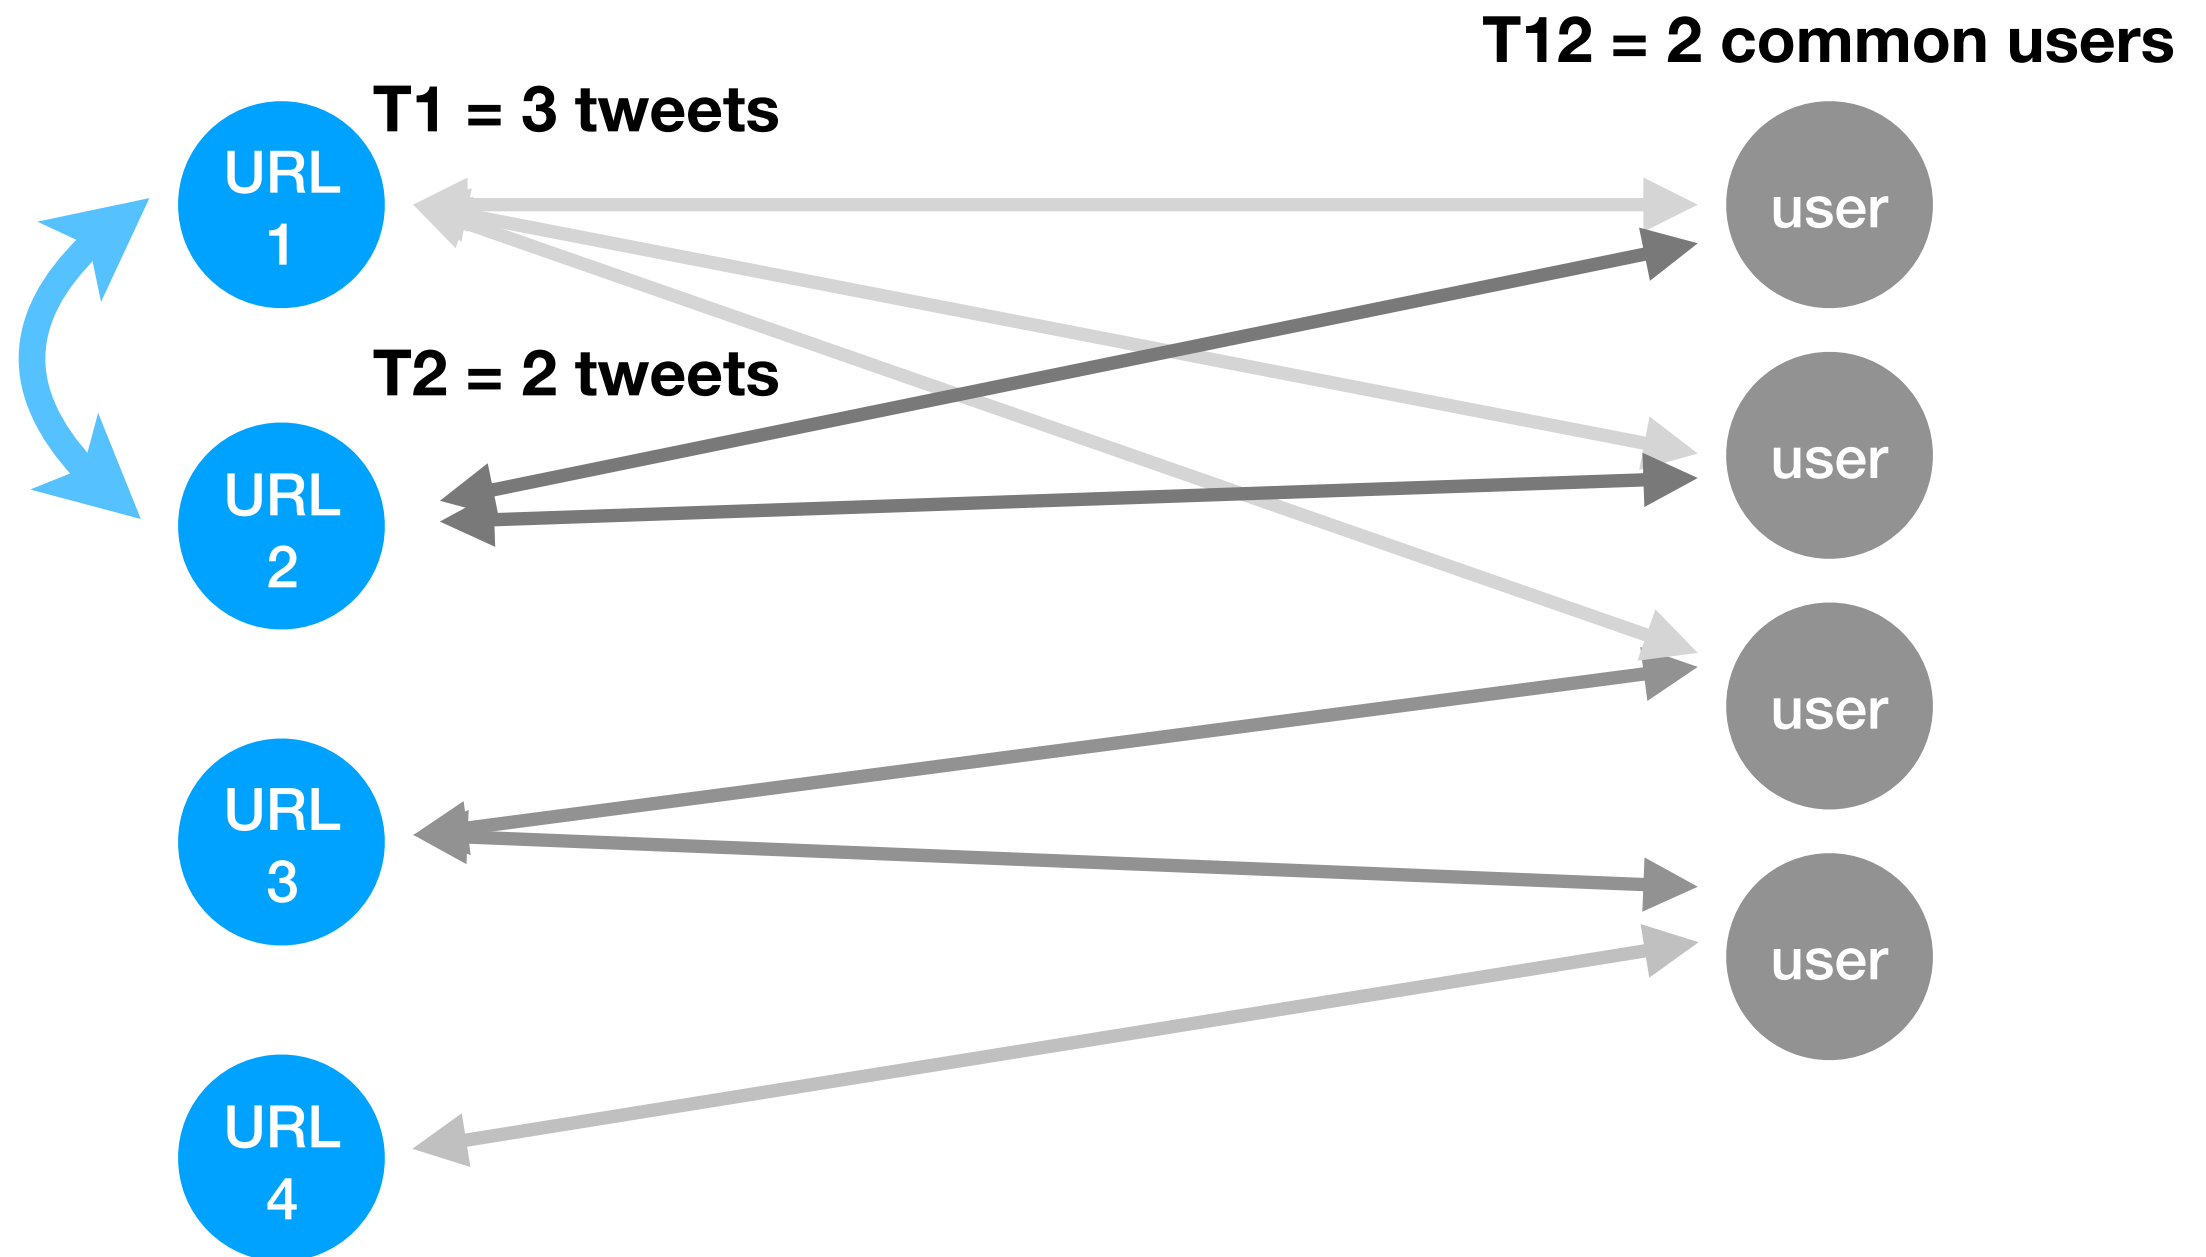 T12 = 2 common users
T1 = 3 tweets
URL
1
user
T2 = 2 tweets
URL
2
user
user
URL
3
user
URL
4